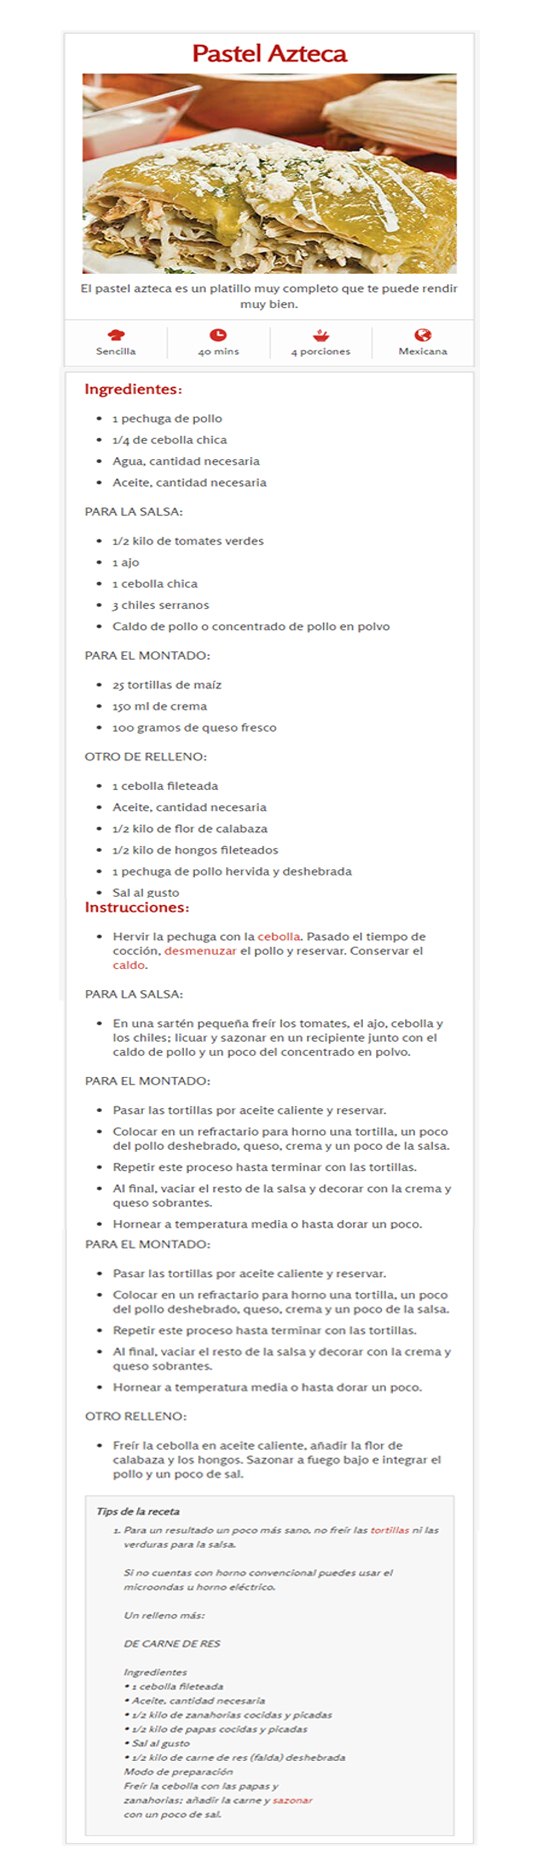 Pastel Azteca
El pastel azteca es un platillo muy completo que te puede rendir
muy bien.
Sencilla
40 mins
4 porciones
Mexicana
Ingredientes:
• 1 pechuga de pollo
• 1/4 de cebolla chica
• Agua, cantidad necesaria
• Aceite, cantidad necesaria
PARA LA SALSA:
• 1/2 kilo de tomates verdes
• 1 ajo
• 1 cebolla chica
• 3 chiles serranos
• Caldo de pollo o concentrado de pollo en polvo
PARA EL MONTADO:
• 25 tortillas de maíz
• 150 ml de crema
• 100 gramos de queso fresco
OTRO DE RELLENO:
• 1 cebolla fileteada
• Aceite, cantidad necesaria
• 1/2 kilo de flor de calabaza
• 1/2 kilo de hongos fileteados
• 1 pechuga de pollo hervida y deshebrada
• Sal al gusto
Instrucciones:
• Hervir la pechuga con la cebolla. Pasado el tiempo de
cocción, desmenuzar el pollo y reservar. Conservar el
caldo.
PARA LA SALSA:
• En una sartén pequeña freír los tomates, el ajo, cebolla y
los chiles; licuar y sazonar en un recipiente junto con el
caldo de pollo y un poco del concentrado en polvo.
PARA EL MONTADO:
• Pasar las tortillas por aceite caliente y reservar.
• Colocar en un refractario para horno una tortilla, un poco
del pollo deshebrado, queso, crema y un poco de la salsa.
• Repetir este proceso hasta terminar con las tortillas.
• Al final, vaciar el resto de la salsa y decorar con la crema y
queso sobrantes.
• Hornear a temperatura media o hasta dorar un poco.
PARA EL MONTADO:
• Pasar las tortillas por aceite caliente y reservar.
• Colocar en un refractario para horno una tortilla, un poco
del pollo deshebrado, queso, crema y un poco de la salsa.
• Repetir este proceso hasta terminar con las tortillas.
• Al final, vaciar el resto de la salsa y decorar con la crema y
queso sobrantes.
• Hornear a temperatura media o hasta dorar un poco.
OTRO RELLENO:
• Freír la cebolla en aceite caliente, añadir la flor de
calabaza y los hongos. Sazonar a fuego bajo e integrar el
pollo y un poco de sal.
Tips de la receta
1. Para un resultado un poco más sano, no freír las tortillas ni las
verduras para la salsa.
Si no cuentas con horno convencional puedes usar el
microondas u horno eléctrico.
Un relleno más:
DE CARNE DE RES
Ingredientes
• 1 cebolla fileteada
• Aceite, cantidad necesaria
• 1/2 kilo de zanahorias cocidas y picadas
• 1/2 kilo de papas cocidas y picadas
• Sal al gusto
• 1/2 kilo de carne de res (falda) deshebrada
Modo de preparación
Freír la cebolla con las papas y
zanahorias; añadir la carne y sazonar
con un poco de sal.